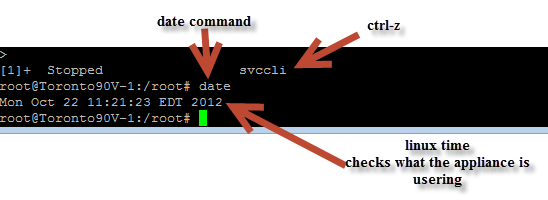 date command
ctrl-z
>
[1]+  Stopped                 svccli
root@Toronto90V-1:/root# date
Mon Oct 22 11:21:23 EDT 2012
root@Toronto90V-1:/root#
linux time
checks what the appliance is
usering